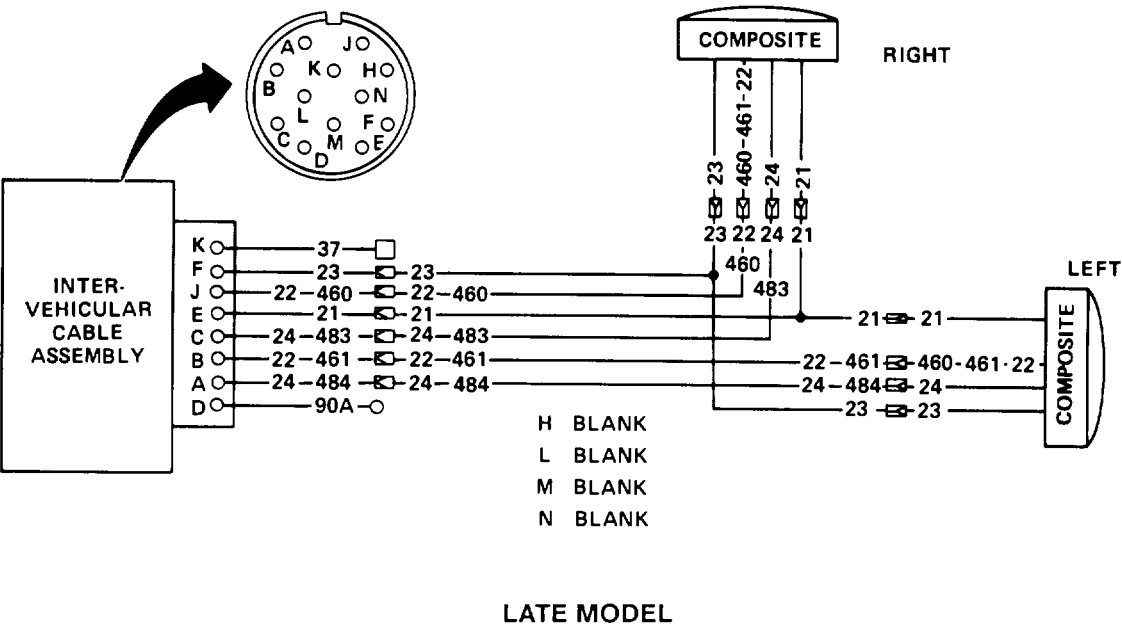 A J
K H
B
L N
C M F
D E
COMPOSITE
RIGHT
23 460-461-22 24 21
23 22 24 21
460
483
LEFT
COMPOSITE
INTER-
VEHICULAR
CABLE
ASSEMBLY
K 37
F 23 23
J 22-460 22-460
E 21 21 21 21
C 24-483 24-483
B 22-461 22-461 22-461 460-461-22
A 24-484 24-484 24-484 24
D 90A 23 23
H BLANK
L BLANK
M BLANK
N BLANK
LATE MODEL